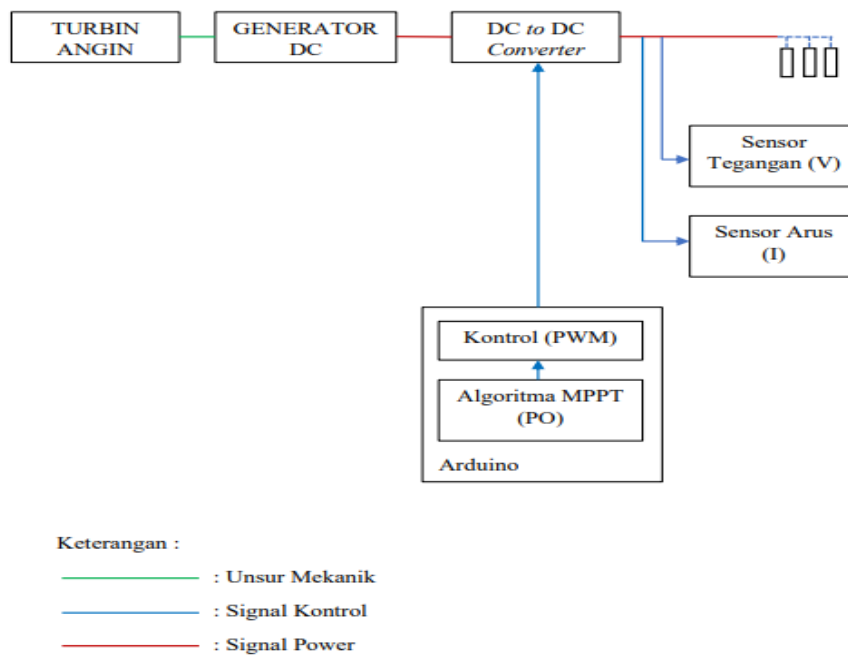 TURBIN
ANGIN
GENERATOR
DC
DC to DC
Converter
Sensor
Tegangan (V)
Sensor Arus
(I)
Kontrol (PWM)
Algoritma MPPT
(PO)
Arduino
Keterangan :
: Unsur Mekanik
: Signal Kontrol
: Signal Power